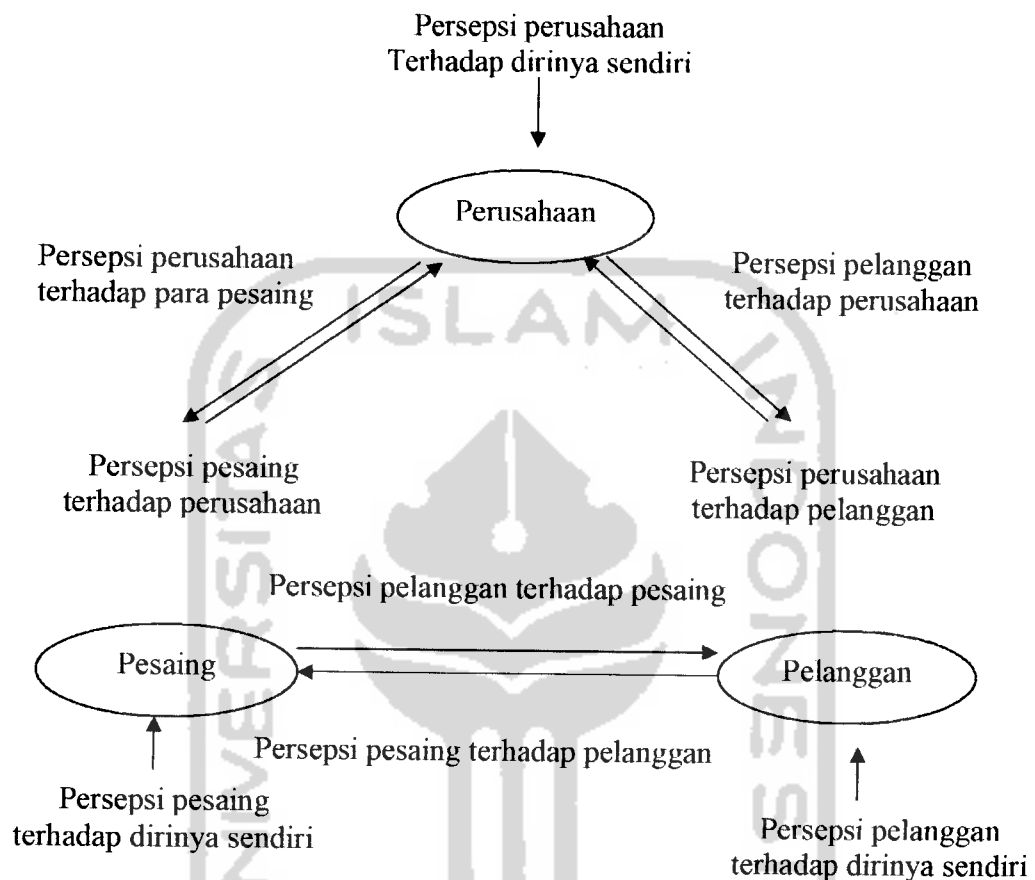 Persepsi perusahaan
Terhadap dirinya sendiri
Perusahaan
Persepsi perusahaan
terhadap para pesaing
Persepsi pelanggan
terhadap perusahaan
ISLAM
Persepsi pesaing
terhadap perusahaan
Persepsi perusahaan
terhadap pelanggan
Persepsi pelanggan terhadap pesaing
Pesaing
Pelanggan
Persepsi pesaing terhadap pelanggan
Persepsi pesaing
terhadap dirinya sendiri
Persepsi pelanggan
terhadap dirinya sendiri